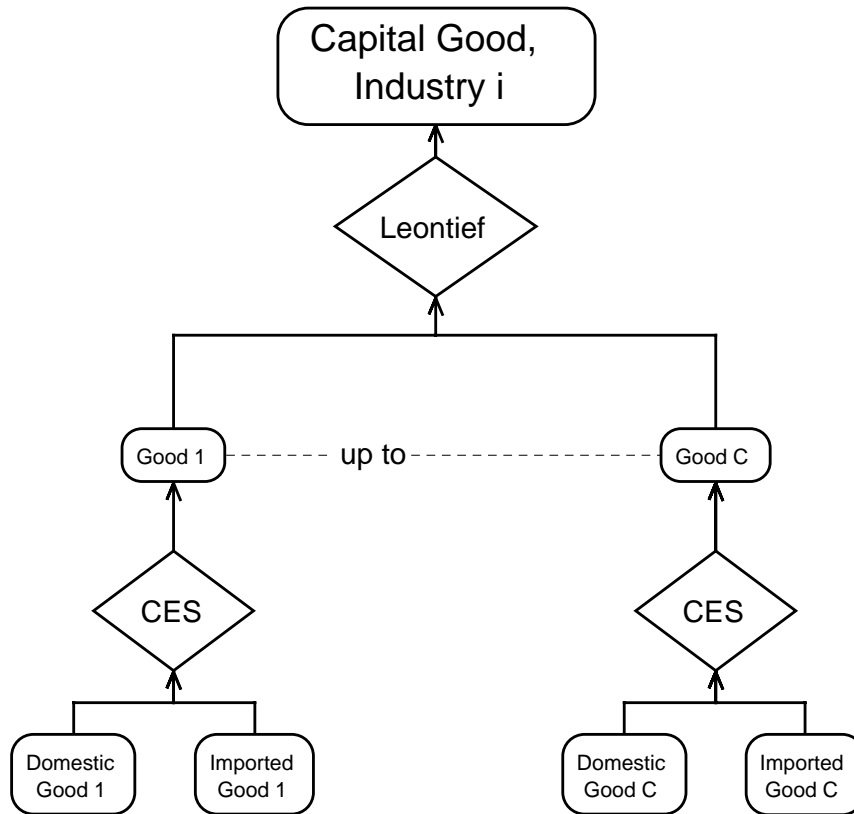 Capital Good,
Industry i
Leontief
Good 1
up to
Good C
CES
CES
Domestic
Good 1
Imported
Good 1
Domestic
Good C
Imported
Good C